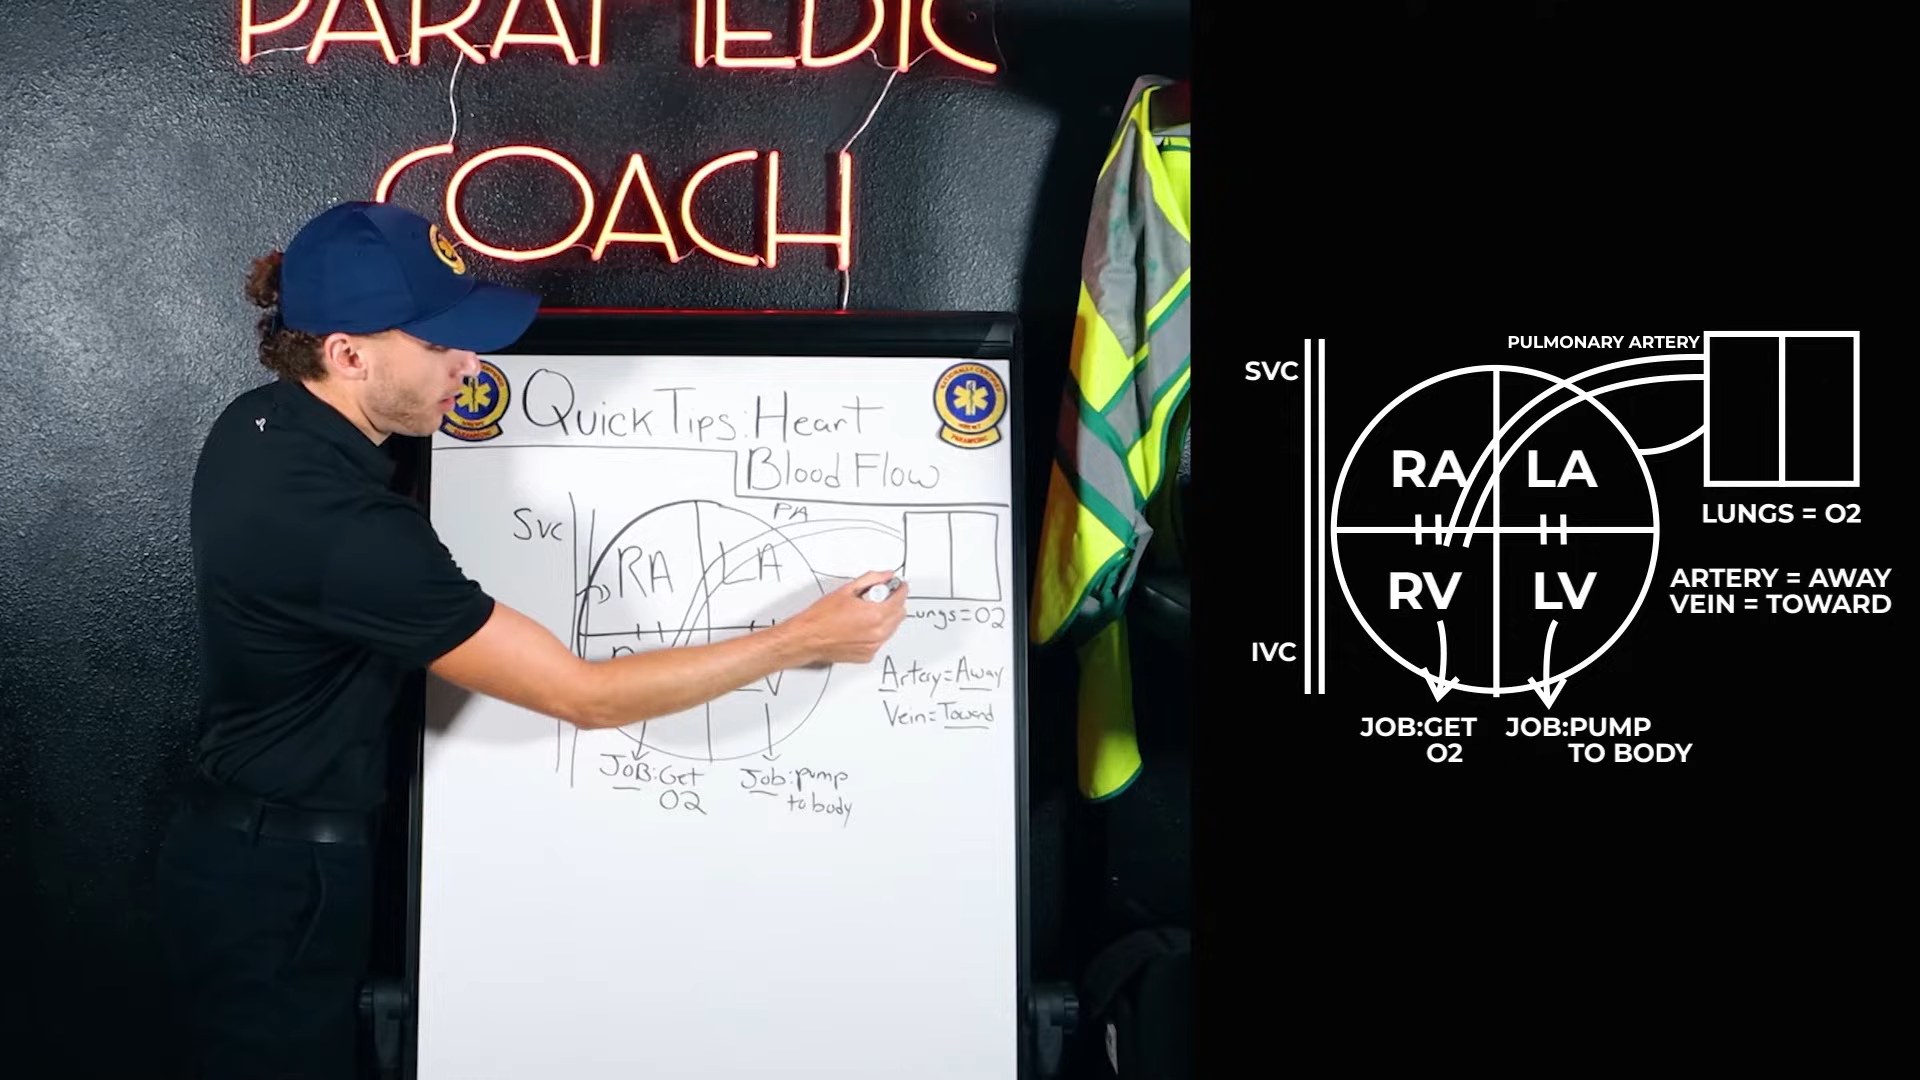 PARAMEDIC
COACH
Quick Tips: Heart
Blood Flow
PA
SVC
RA
LA
Lungs=O2
V
Artery=Away
Vein=Toward
JOB:Get
O2
Job:pump
to body
PULMONARY ARTERY
SVC
RA
LA
LUNGS = O2
RV
LV
ARTERY = AWAY
VEIN = TOWARD
IVC
JOB:GET
O2
JOB:PUMP
TO BODY